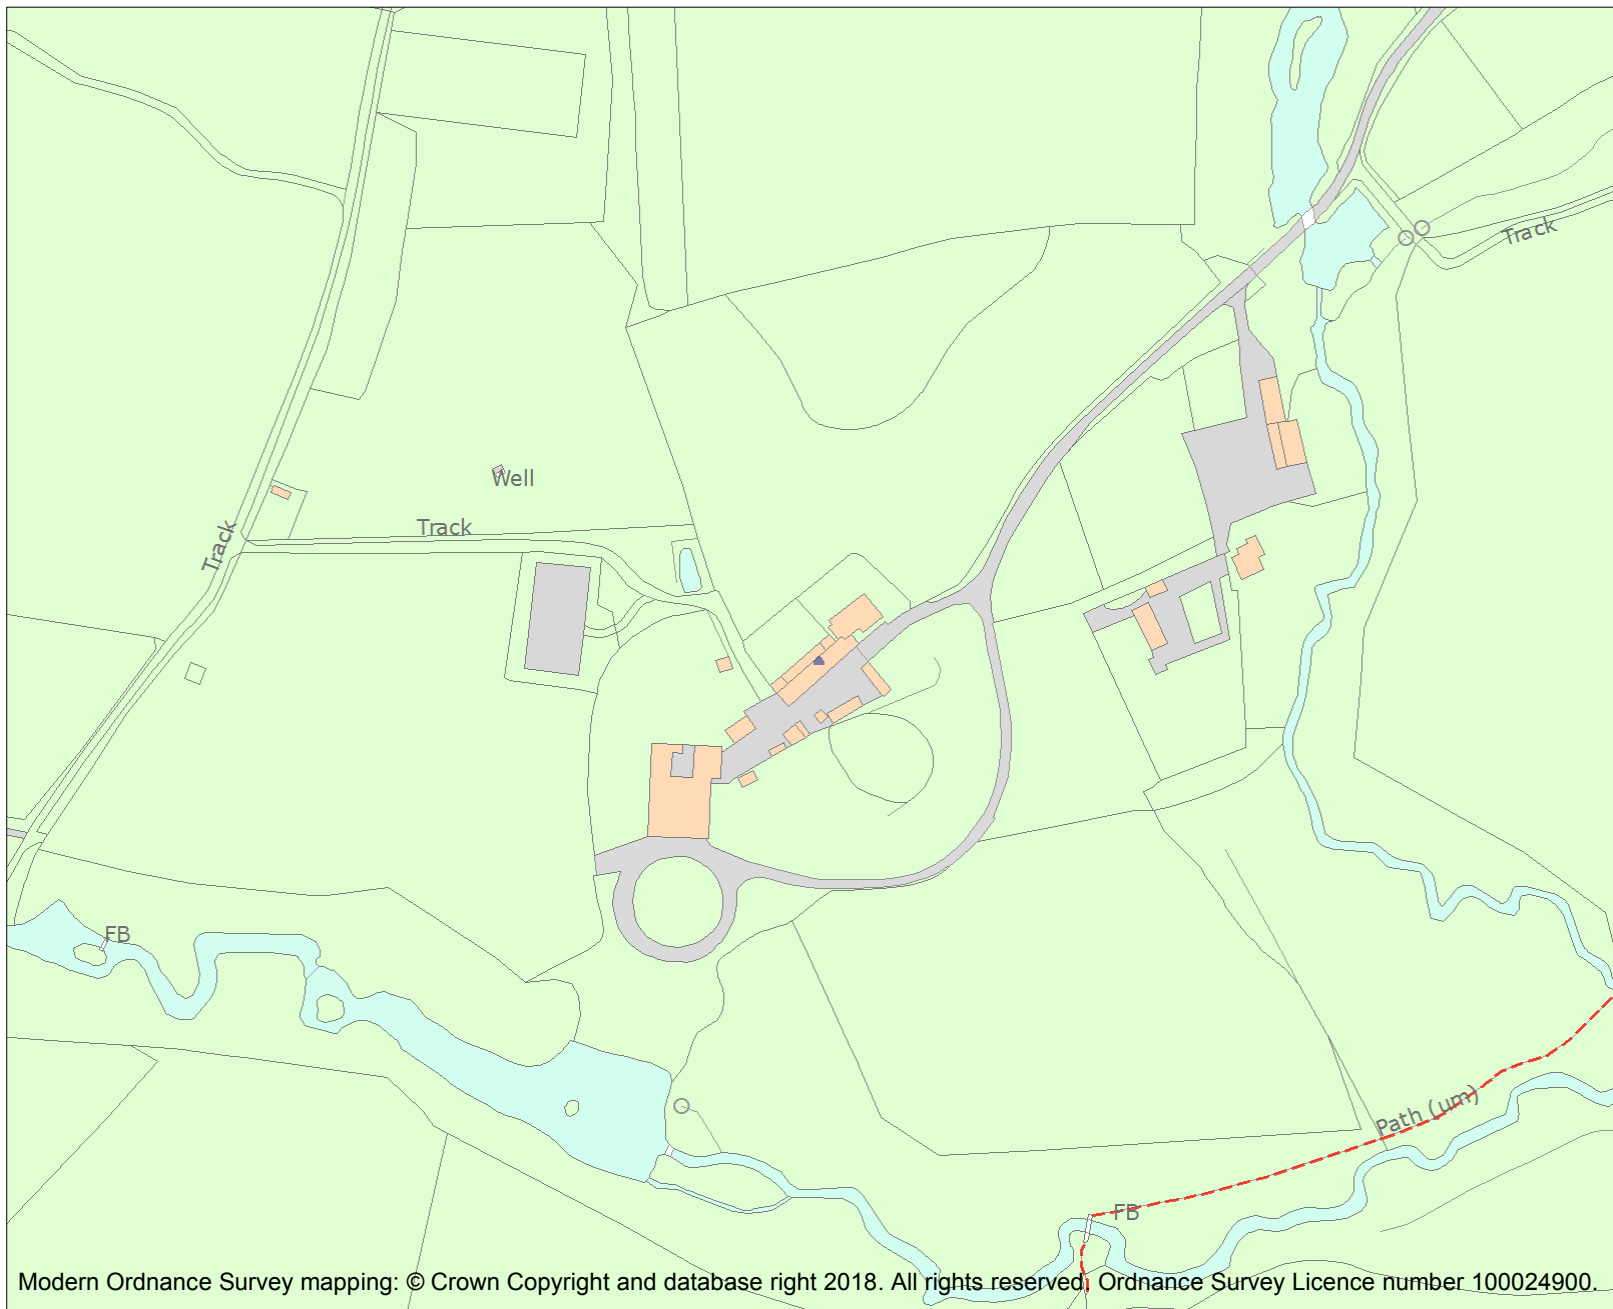 Track
Well
Track
Track
FB
Path (um)
FB
Modern Ordnance Survey mapping: © Crown Copyright and database right 2018. All rights reserved. Ordnance Survey Licence number 100024900.